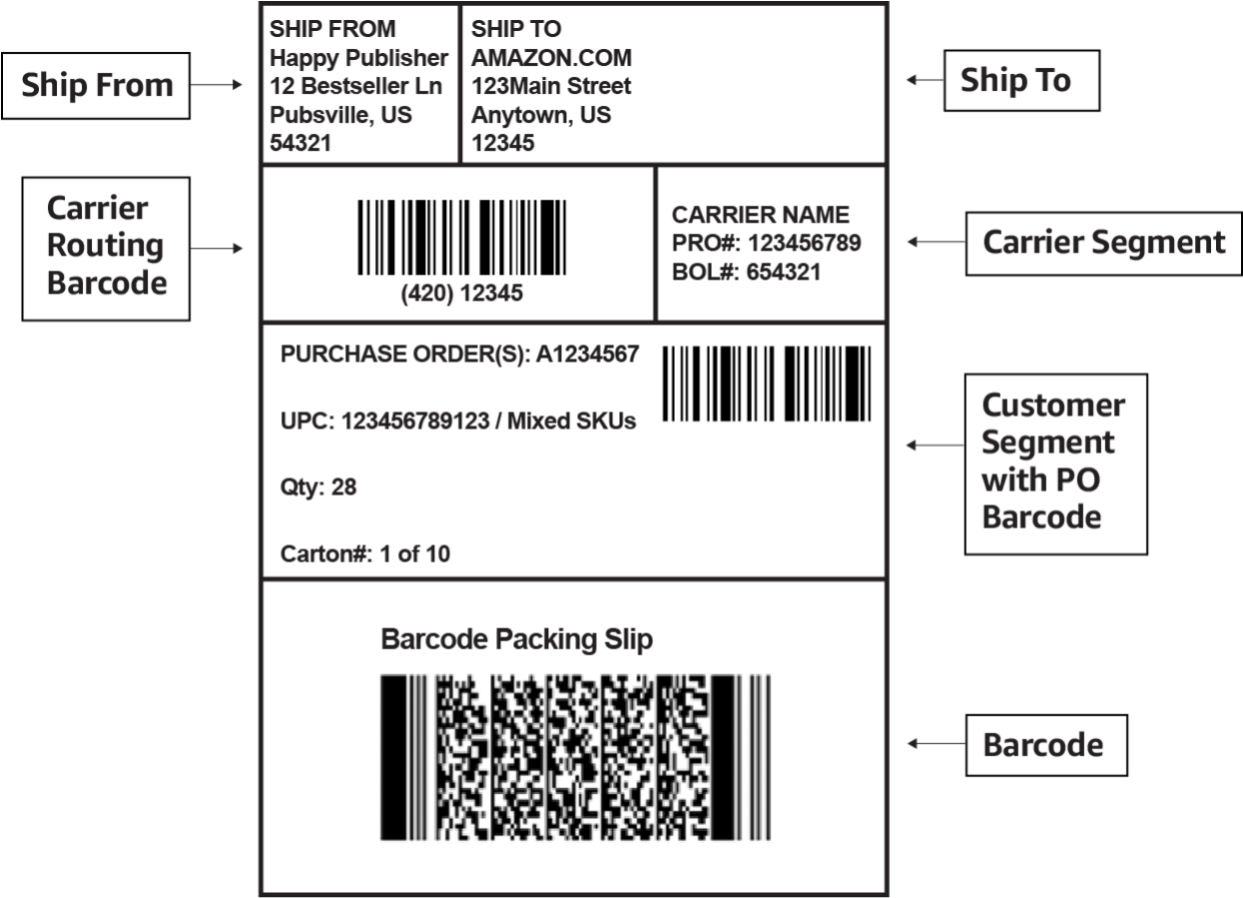 Ship From
SHIP FROM
Happy Publisher
12 Bestseller Ln
Pubsville, US
54321
SHIP TO
AMAZON.COM
123Main Street
Anytown, US
12345
Ship To
Carrier
Routing
Barcode
(420) 12345
CARRIER NAME
PRO#: 123456789
BOL#: 654321
Carrier Segment
PURCHASE ORDER(S): A1234567
UPC: 123456789123 / Mixed SKUs
Qty: 28
Carton#: 1 of 10
Customer
Segment
with PO
Barcode
Barcode Packing Slip
Barcode